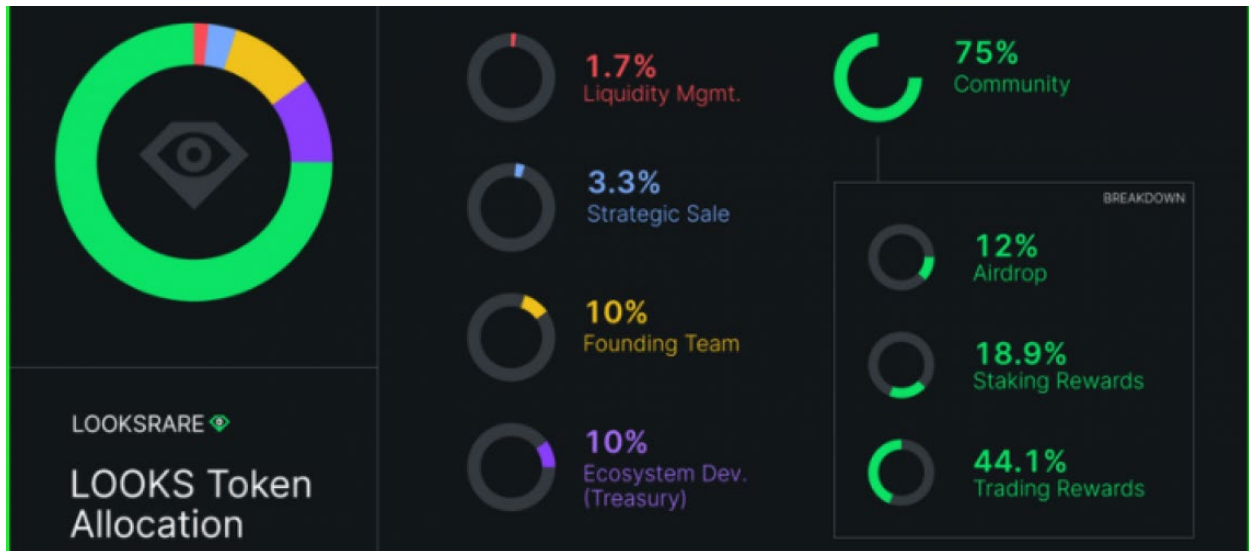 LOOKSRARE
LOOKS Token
Allocation
1.7%
Liquidity Mgmt.
3.3%
Strategic Sale
10%
Founding Team
10%
Ecosystem Dev.
(Treasury)
75%
Community
BREAKDOWN
12%
Airdrop
18.9%
Staking Rewards
44.1%
Trading Rewards